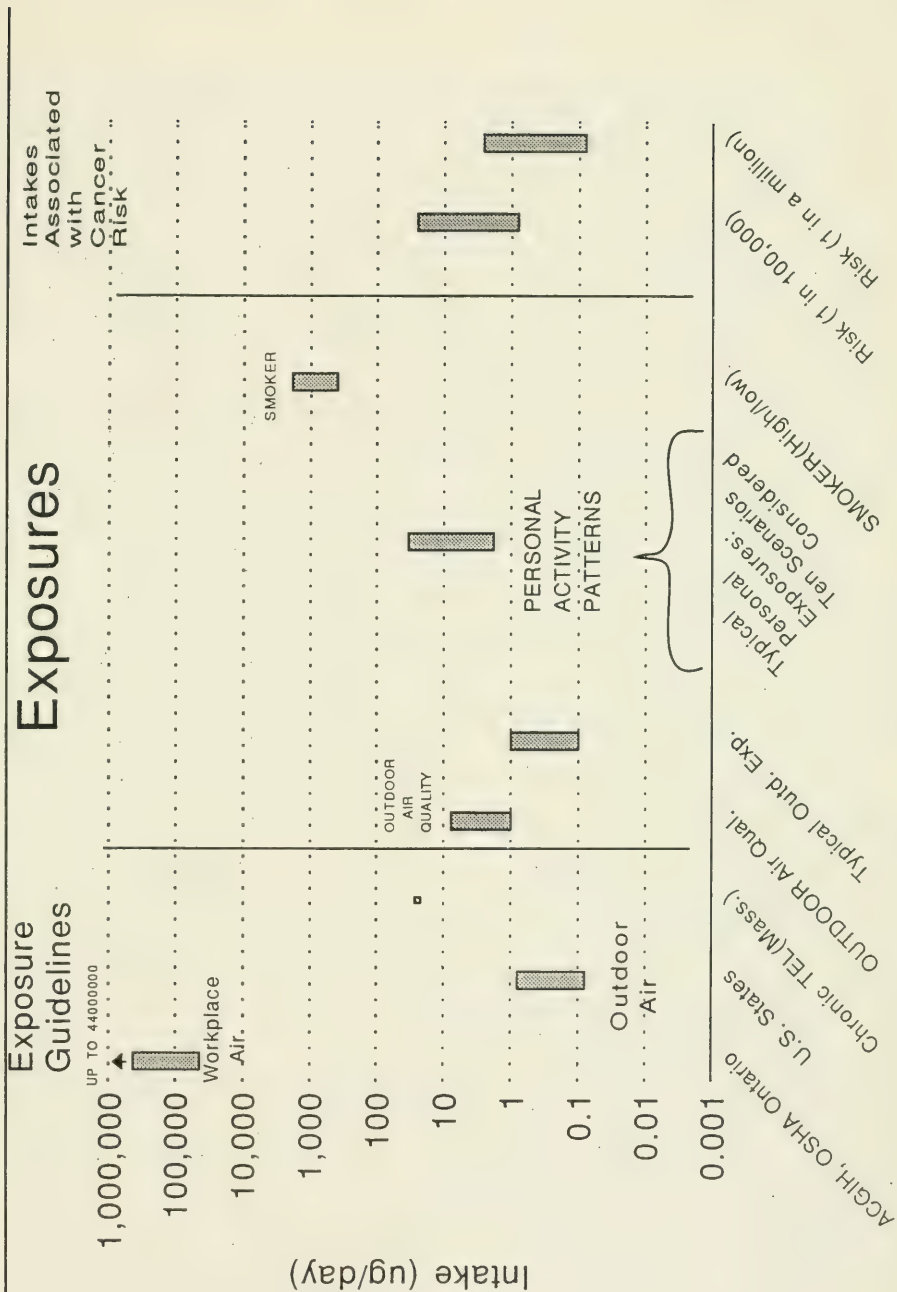 Exposures
Exposure
Guidelines
UP TO 44000000
Intakes
Associated
with
Cancer
Risk
1,000,000
100,000
10,000
1,000
100
10
1
0.1
0.01
0.001
Intake (ug/day)
Workplace
Air
Outdoor
Air
OUTDOOR
AIR
QUALITY
PERSONAL
ACTIVITY
PATTERNS
SMOKER
ACGIH, OSHA Ontario
U.S. States
Chronic TEL(Mass.)
OUTDOOR Air Qual.
Typical Outd. Exp.
Typical
Personal
Exposures:
Ten Scenarios
Considered
SMOKER(High/low)
Risk (1 in 100,000)
Risk (1 in a million)